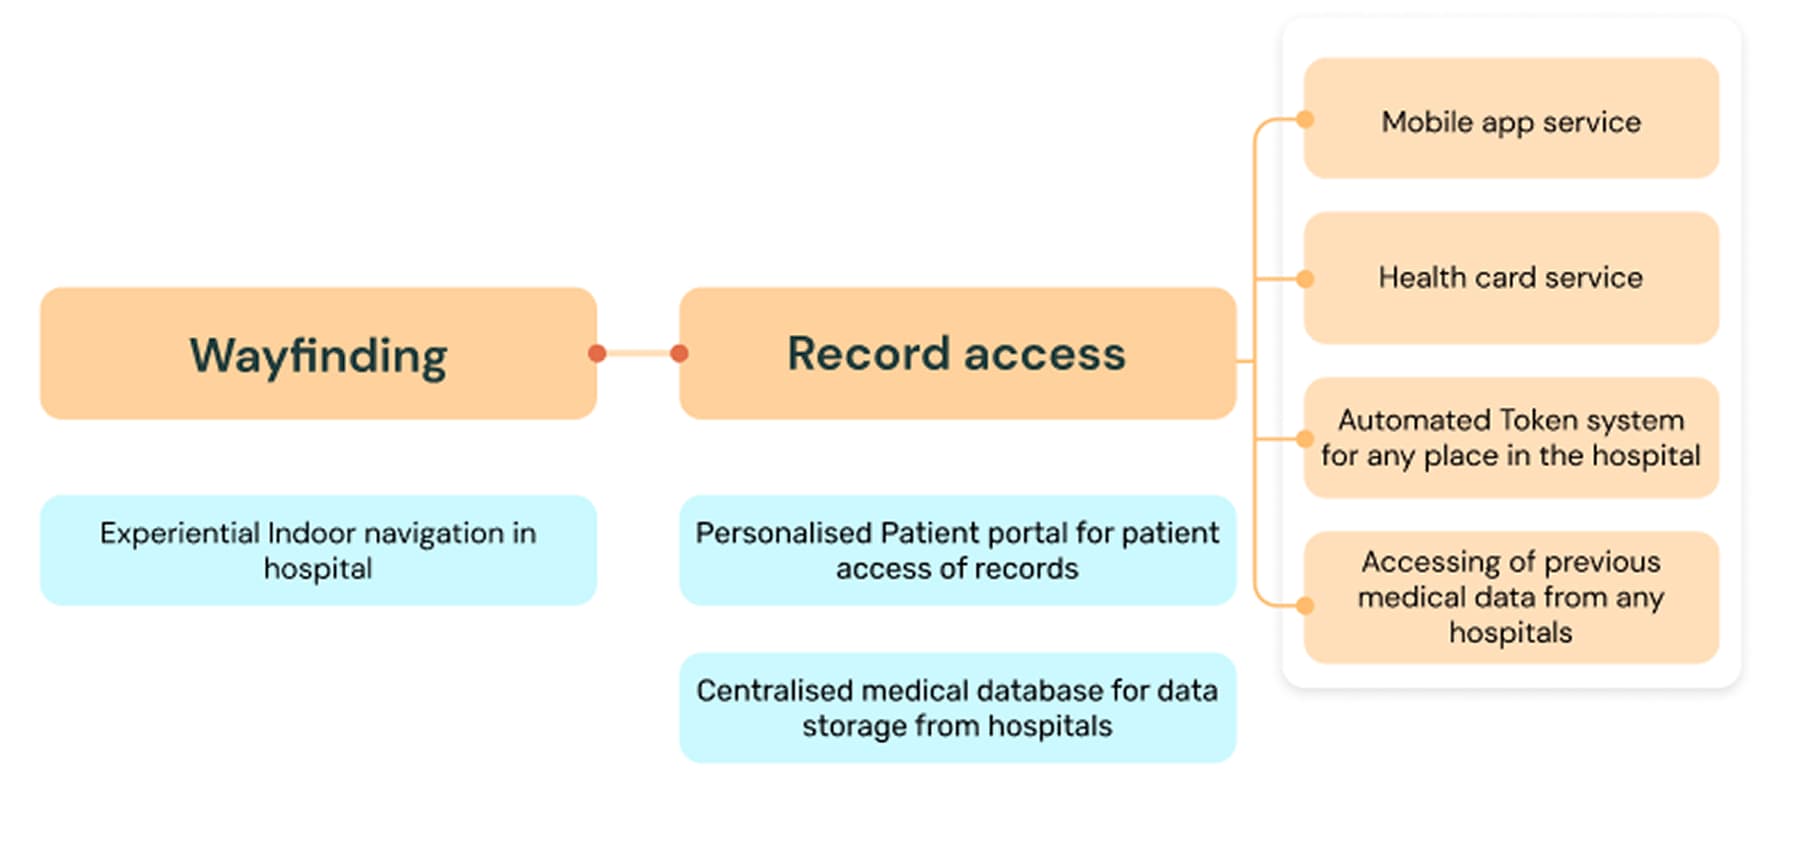 Wayfinding
Experiential Indoor navigation in
hospital
Record access
Personalised Patient portal for patient
access of records
Centralised medical database for data
storage from hospitals
Mobile app service
Health card service
Automated Token system
for any place in the hospital
Accessing of previous
medical data from any
hospitals